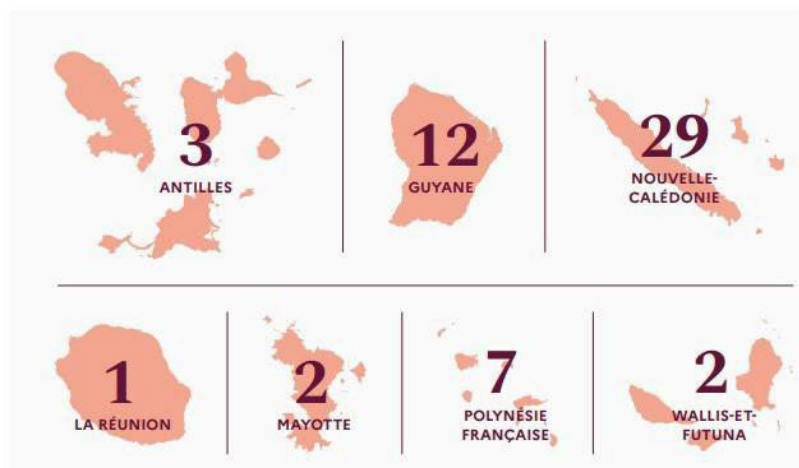 3
ANTILLES
12
GUYANE
29
NOUVELLE-
CALÉDONIE
1
LA RÉUNION
2
MAYOTTE
7
POLYNÉSIE
FRANÇAISE
2
WALLIS-ET-
FUTUNA